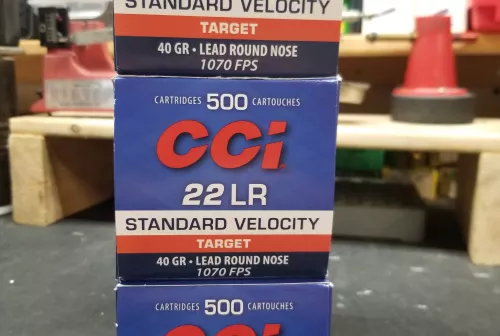 STANDARD VELOCITY
TARGET
40 GR • LEAD ROUND NOSE
1070 FPS
CARTRIDGES 500 CARTOUCHES
CCI
22 LR
STANDARD VELOCITY
TARGET
40 GR • LEAD ROUND NOSE
1070 FPS
CARTRIDGES 500 CARTOUCHES
CCI